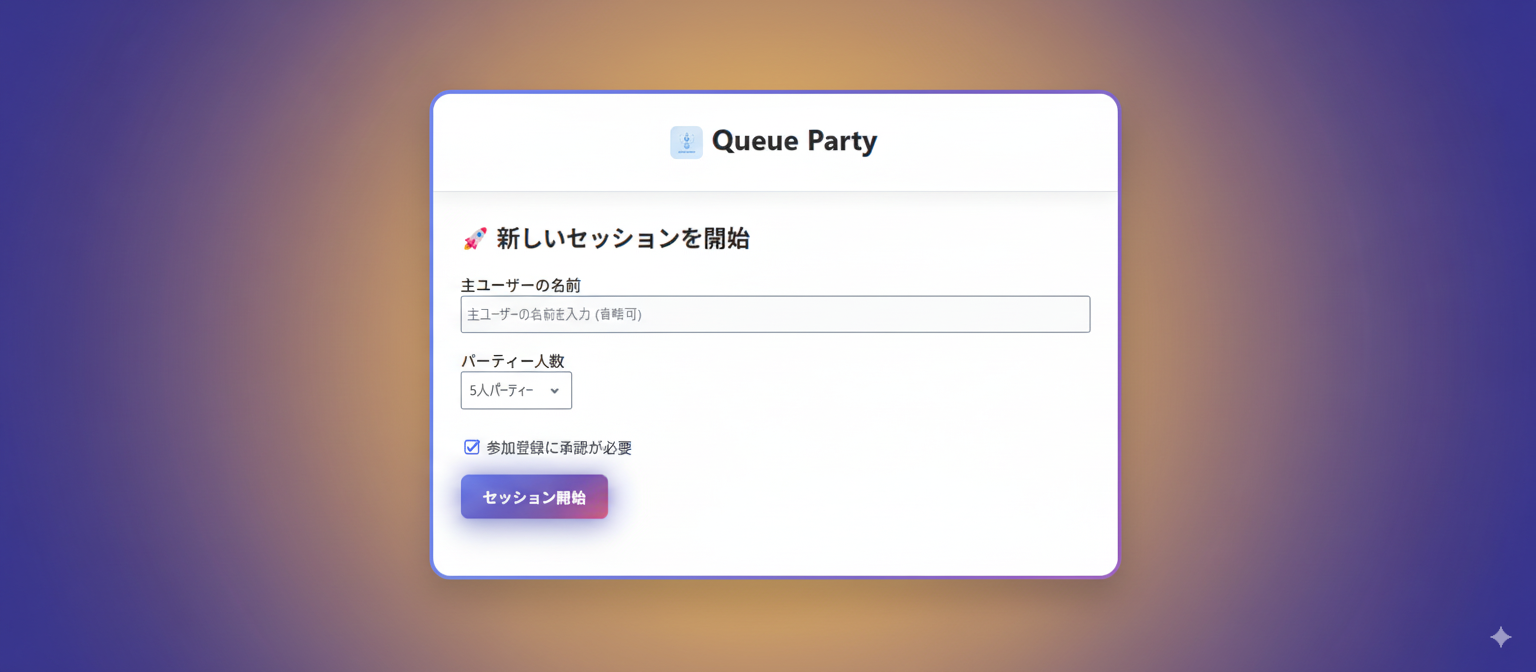 Queue Party
新しいセッションを開始
主ユーザーの名前
主ユーザーの名前を入力
パーティー人数
5人パーティー
参加登録に承認が必要
セッション開始